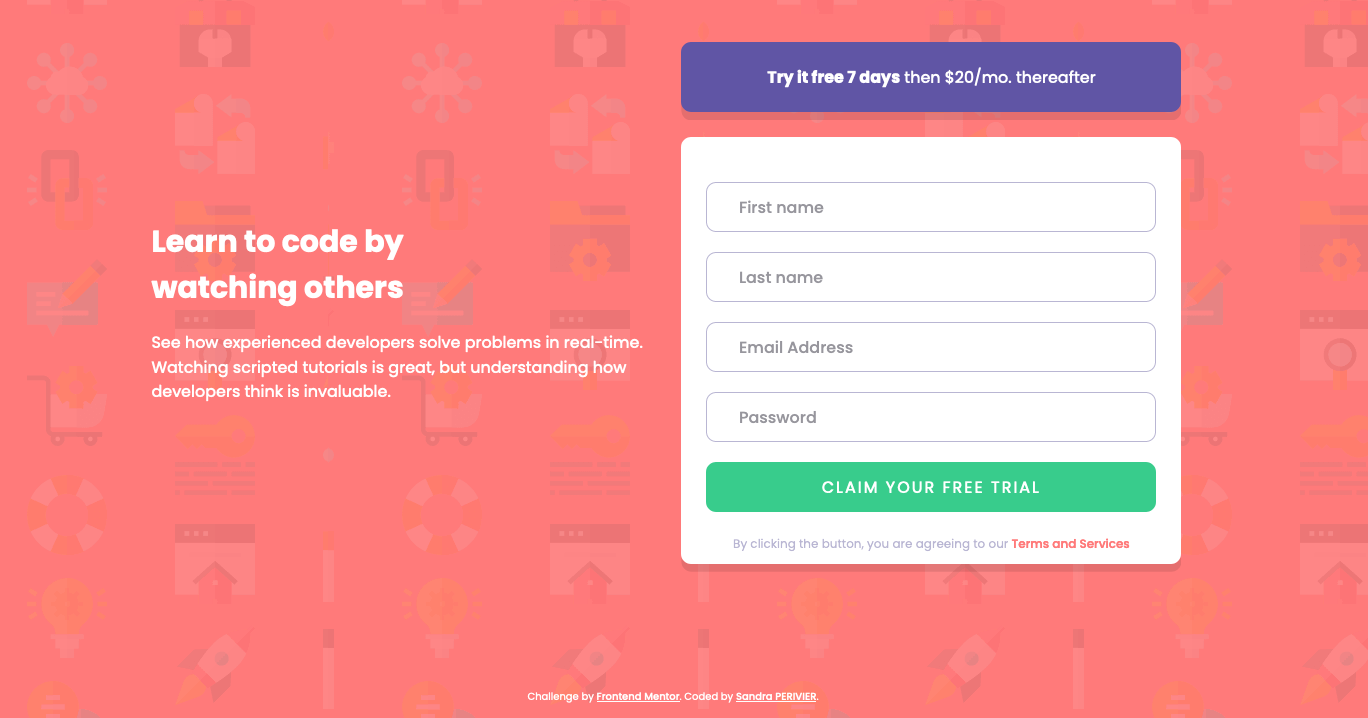 Try it free 7 days then $20/mo. thereafter
Learn to code by
watching others
See how experienced developers solve problems in real-time.
Watching scripted tutorials is great, but understanding how
developers think is invaluable.
First name
Last name
Email Address
Password
CLAIM YOUR FREE TRIAL
By clicking the button, you are agreeing to our Terms and Services
Challenge by Frontend Mentor. Coded by Sandra PERIVIER.